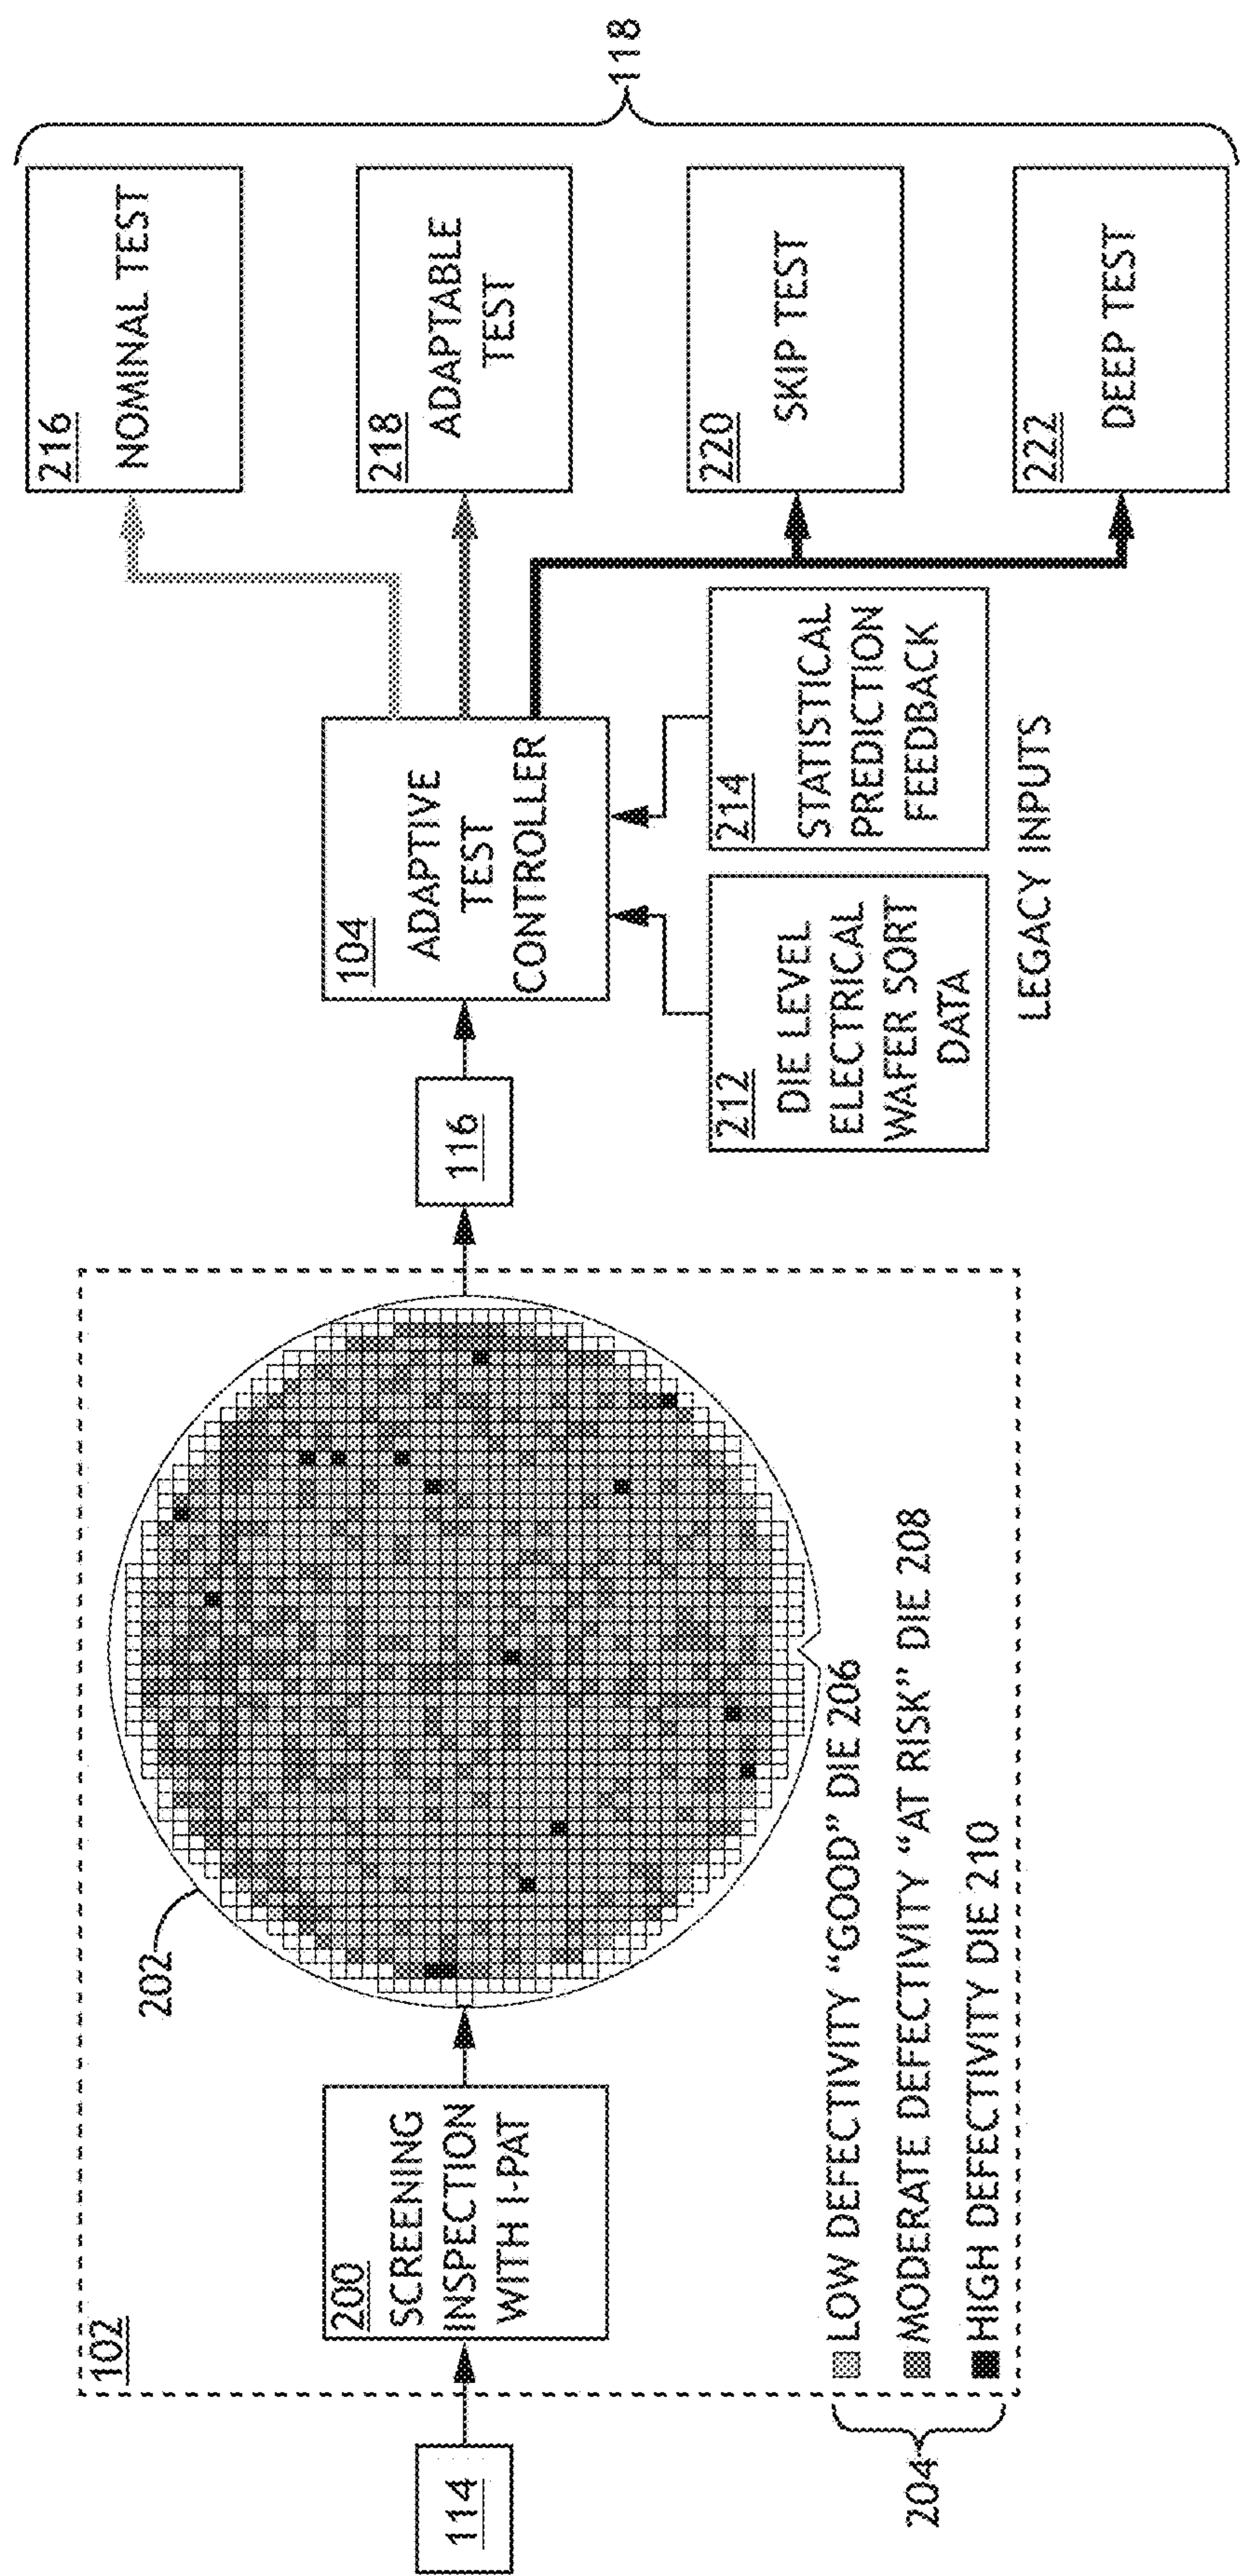 114
102
200
SCREENING
INSPECTION
WITH I-PAT
202
204
LOW DEFECTIVITY “GOOD” DIE 206
MODERATE DEFECTIVITY “AT RISK” DIE 208
HIGH DEFECTIVITY DIE 210
116
104
ADAPTIVE
TEST
CONTROLLER
212
DIE LEVEL
ELECTRICAL
WAFER SORT
DATA
214
STATISTICAL
PREDICTION
FEEDBACK
LEGACY INPUTS
216
NOMINAL TEST
218
ADAPTABLE
TEST
220
SKIP TEST
222
DEEP TEST
118